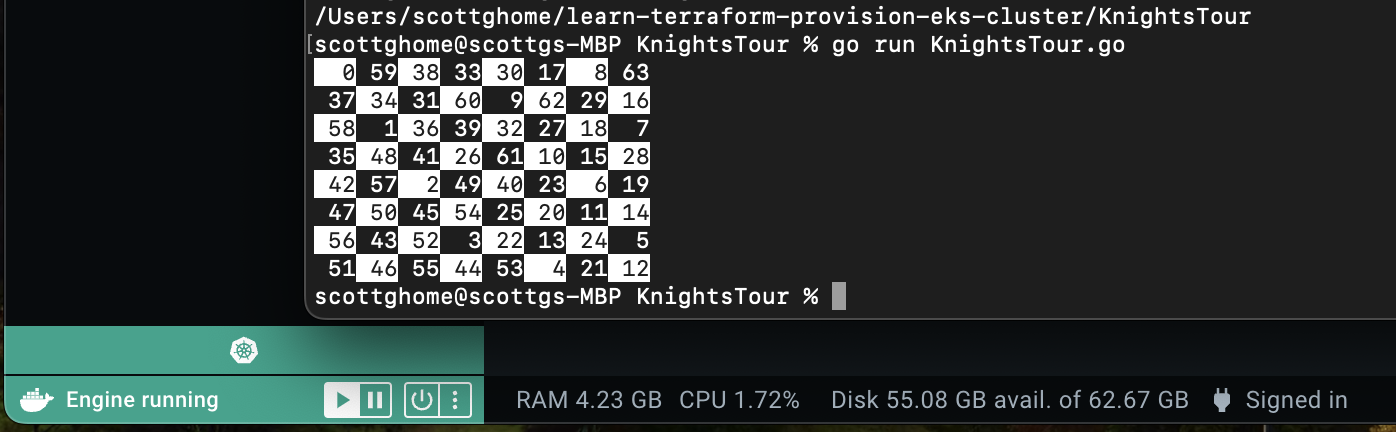 /Users/scottghome/learn-terraform-provision-eks-cluster/KnightsTour
[scottghome@scottgs-MBP KnightsTour % go run KnightsTour.go
0 59 38 33 30 17 8 63
37 34 31 60 9 62 29 16
58 1 36 39 32 27 18 7
35 48 41 26 61 10 15 28
42 57 2 49 40 23 6 19
47 50 45 54 25 20 11 14
56 43 52 3 22 13 24 5
51 46 55 44 53 4 21 12
scottghome@scottgs-MBP KnightsTour %
Engine running RAM 4.23 GB CPU 1.72% Disk 55.08 GB avail. of 62.67 GB Signed in